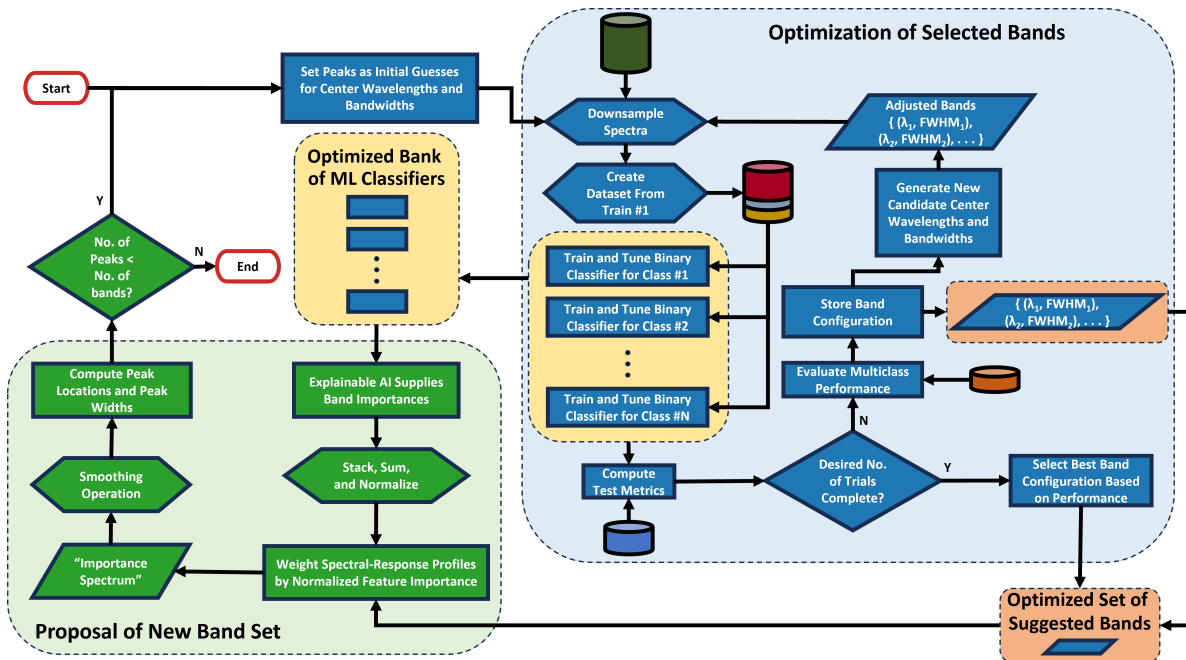 Optimization of Selected Bands
Start
Set Peaks as Initial Guesses
for Center Wavelengths and
Bandwidths
Downsample
Spectra
Adjusted Bands
{ (λ₁, FWHM₁),
(λ₂, FWHM₂), . . . }
Create
Dataset From
Train #1
Generate New
Candidate Center
Wavelengths and
Bandwidths
Optimized Bank
of ML Classifiers
Y
No. of
Peaks <
No. of
bands?
N
End
Train and Tune Binary
Classifier for Class #1
Train and Tune Binary
Classifier for Class #2
Train and Tune Binary
Classifier for Class #N
Store Band
Configuration
{ (λ₁, FWHM₁),
(λ₂, FWHM₂), . . . }
Evaluate Multiclass
Performance
N
Compute
Test Metrics
Desired No.
of Trials
Complete?
Y
Select Best Band
Configuration Based
on Performance
Compute Peak
Locations and Peak
Widths
Explainable AI Supplies
Band Importances
Smoothing
Operation
Stack, Sum,
and Normalize
“Importance
Spectrum”
Weight Spectral-Response Profiles
by Normalized Feature Importance
Proposal of New Band Set
Optimized Set of
Suggested Bands